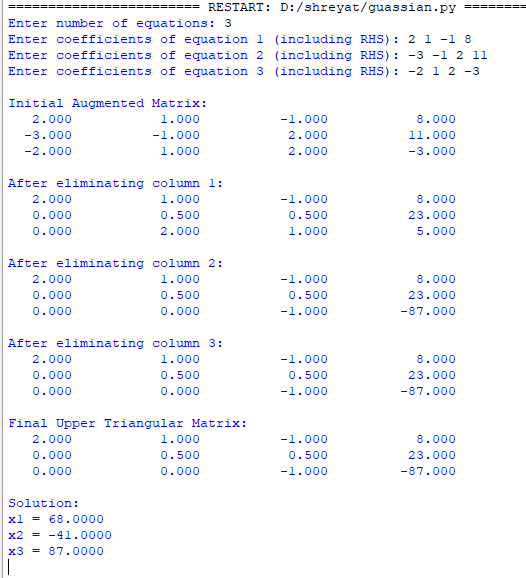 ======================== RESTART: D:/shreyat/guassian.py ========
Enter number of equations: 3
Enter coefficients of equation 1 (including RHS): 2 1 -1 8
Enter coefficients of equation 2 (including RHS): -3 -1 2 11
Enter coefficients of equation 3 (including RHS): -2 1 2 -3
Initial Augmented Matrix:
2.000 1.000 -1.000 8.000
-3.000 -1.000 2.000 11.000
-2.000 1.000 2.000 -3.000
After eliminating column 1:
2.000 1.000 -1.000 8.000
0.000 0.500 0.500 23.000
0.000 2.000 1.000 5.000
After eliminating column 2:
2.000 1.000 -1.000 8.000
0.000 0.500 0.500 23.000
0.000 0.000 -1.000 -87.000
After eliminating column 3:
2.000 1.000 -1.000 8.000
0.000 0.500 0.500 23.000
0.000 0.000 -1.000 -87.000
Final Upper Triangular Matrix:
2.000 1.000 -1.000 8.000
0.000 0.500 0.500 23.000
0.000 0.000 -1.000 -87.000
Solution:
x1 = 68.0000
x2 = -41.0000
x3 = 87.0000